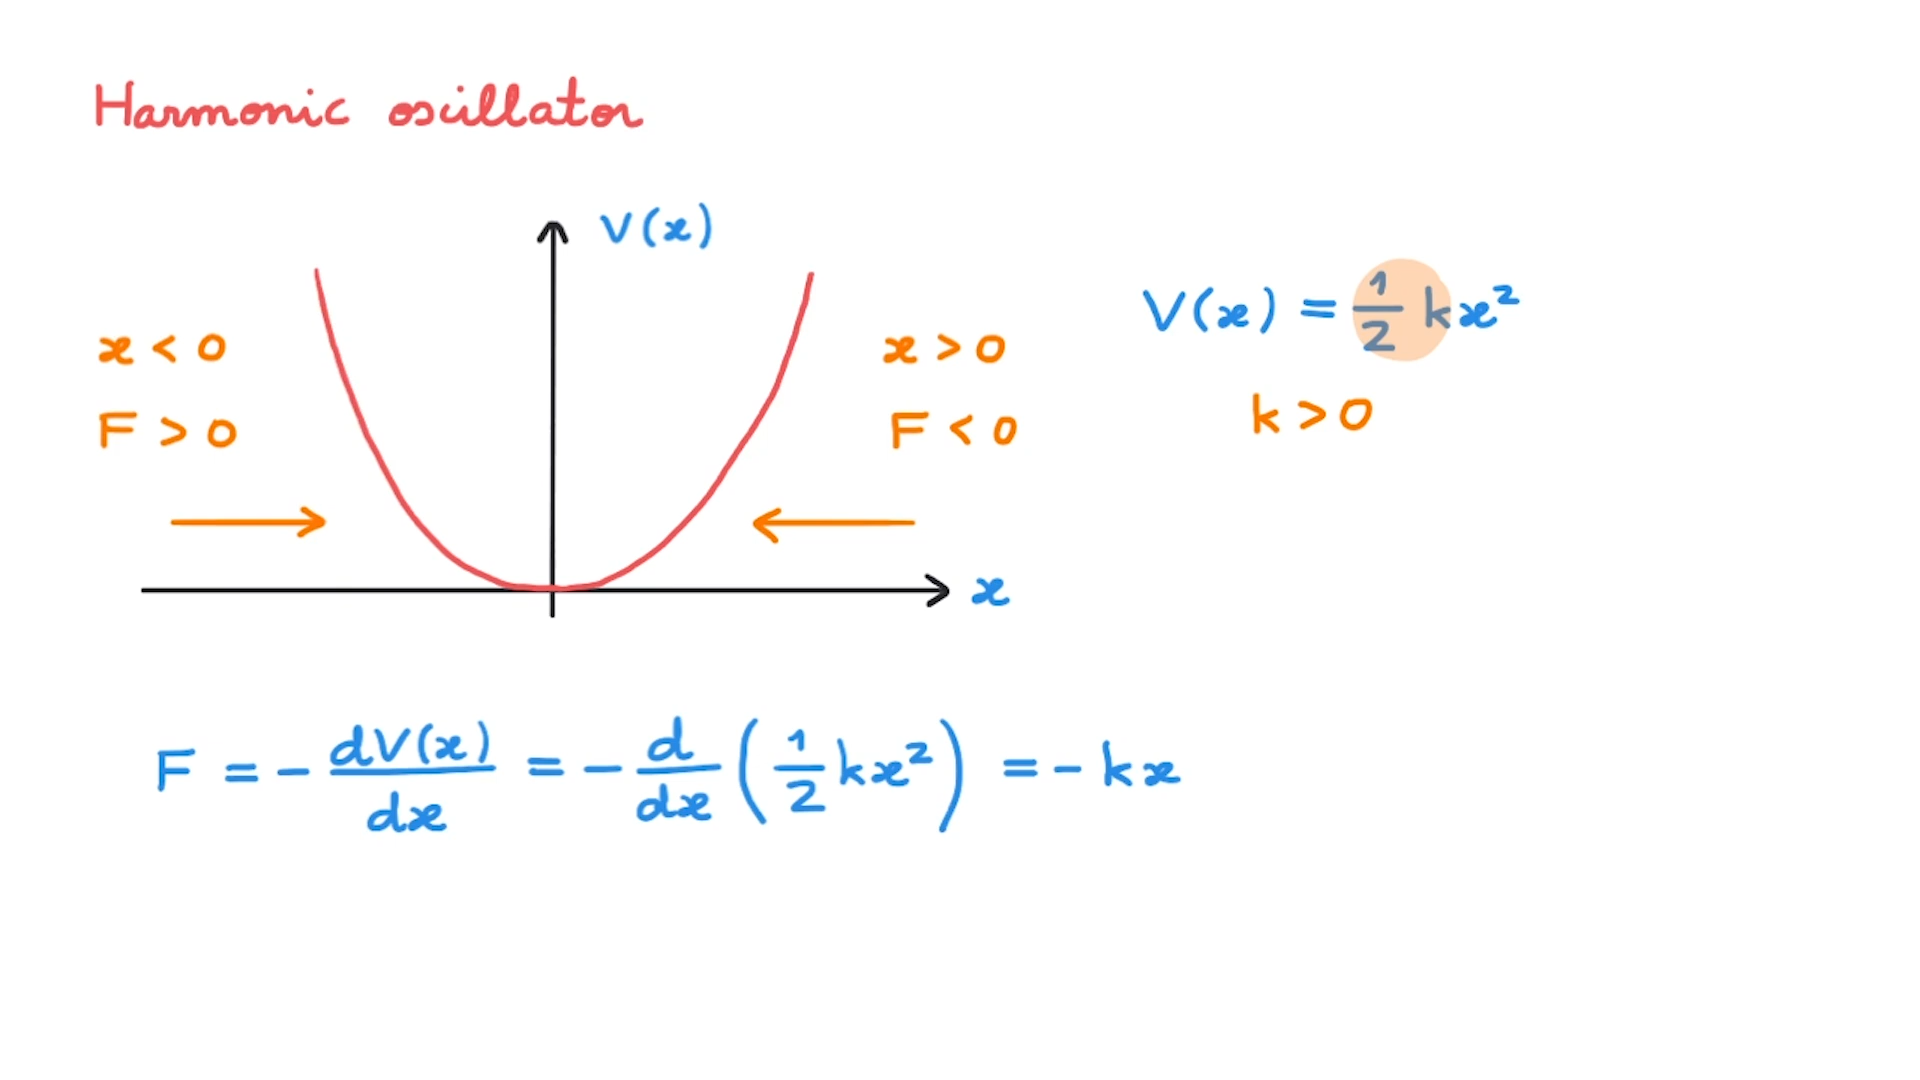 Harmonic oscillator
V(x)
x < 0
F > 0
x > 0
F < 0
x
V(x) = 1/2 kx²
k > 0
F = - dV(x)/dx = - d/dx (1/2 kx²) = - kx